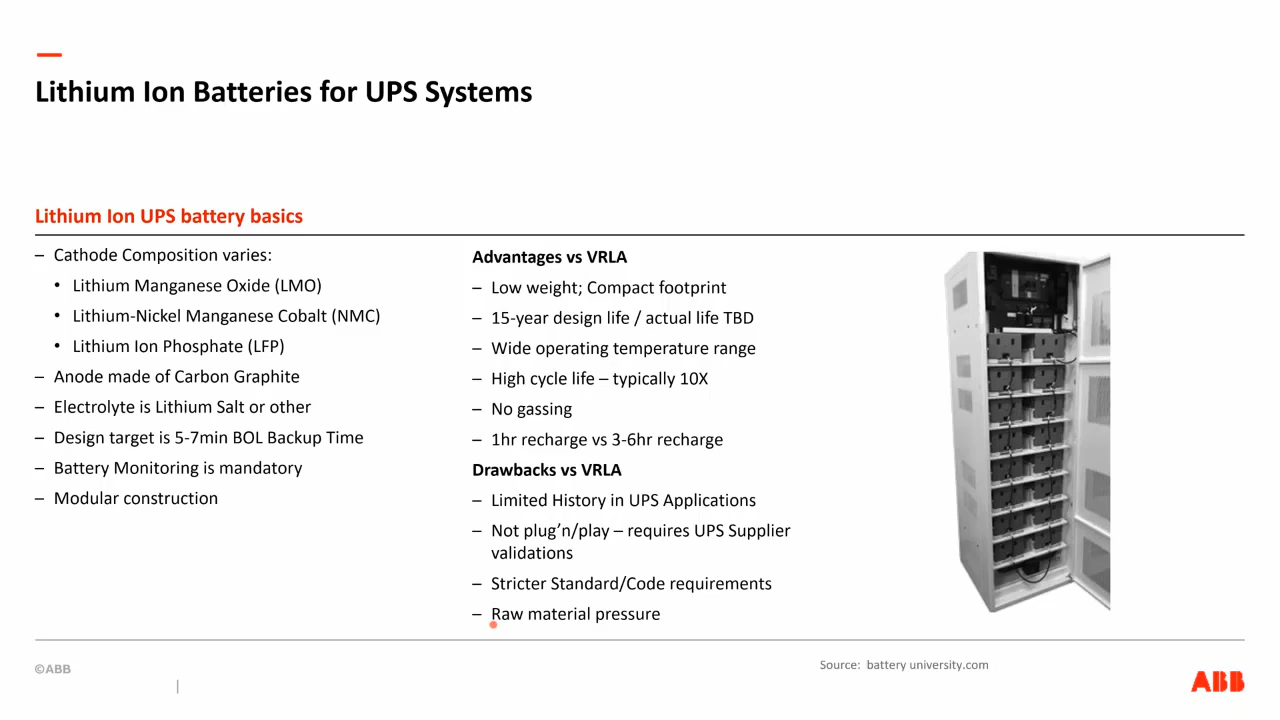 Lithium Ion Batteries for UPS Systems
Lithium Ion UPS battery basics
– Cathode Composition varies:
• Lithium Manganese Oxide (LMO)
• Lithium-Nickel Manganese Cobalt (NMC)
• Lithium Ion Phosphate (LFP)
– Anode made of Carbon Graphite
– Electrolyte is Lithium Salt or other
– Design target is 5-7min BOL Backup Time
– Battery Monitoring is mandatory
– Modular construction
Advantages vs VRLA
– Low weight; Compact footprint
– 15-year design life / actual life TBD
– Wide operating temperature range
– High cycle life – typically 10X
– No gassing
– 1hr recharge vs 3-6hr recharge
Drawbacks vs VRLA
– Limited History in UPS Applications
– Not plug’n/play – requires UPS Supplier
validations
– Stricter Standard/Code requirements
– Raw material pressure
©ABB
|
Source: battery university.com
ABB